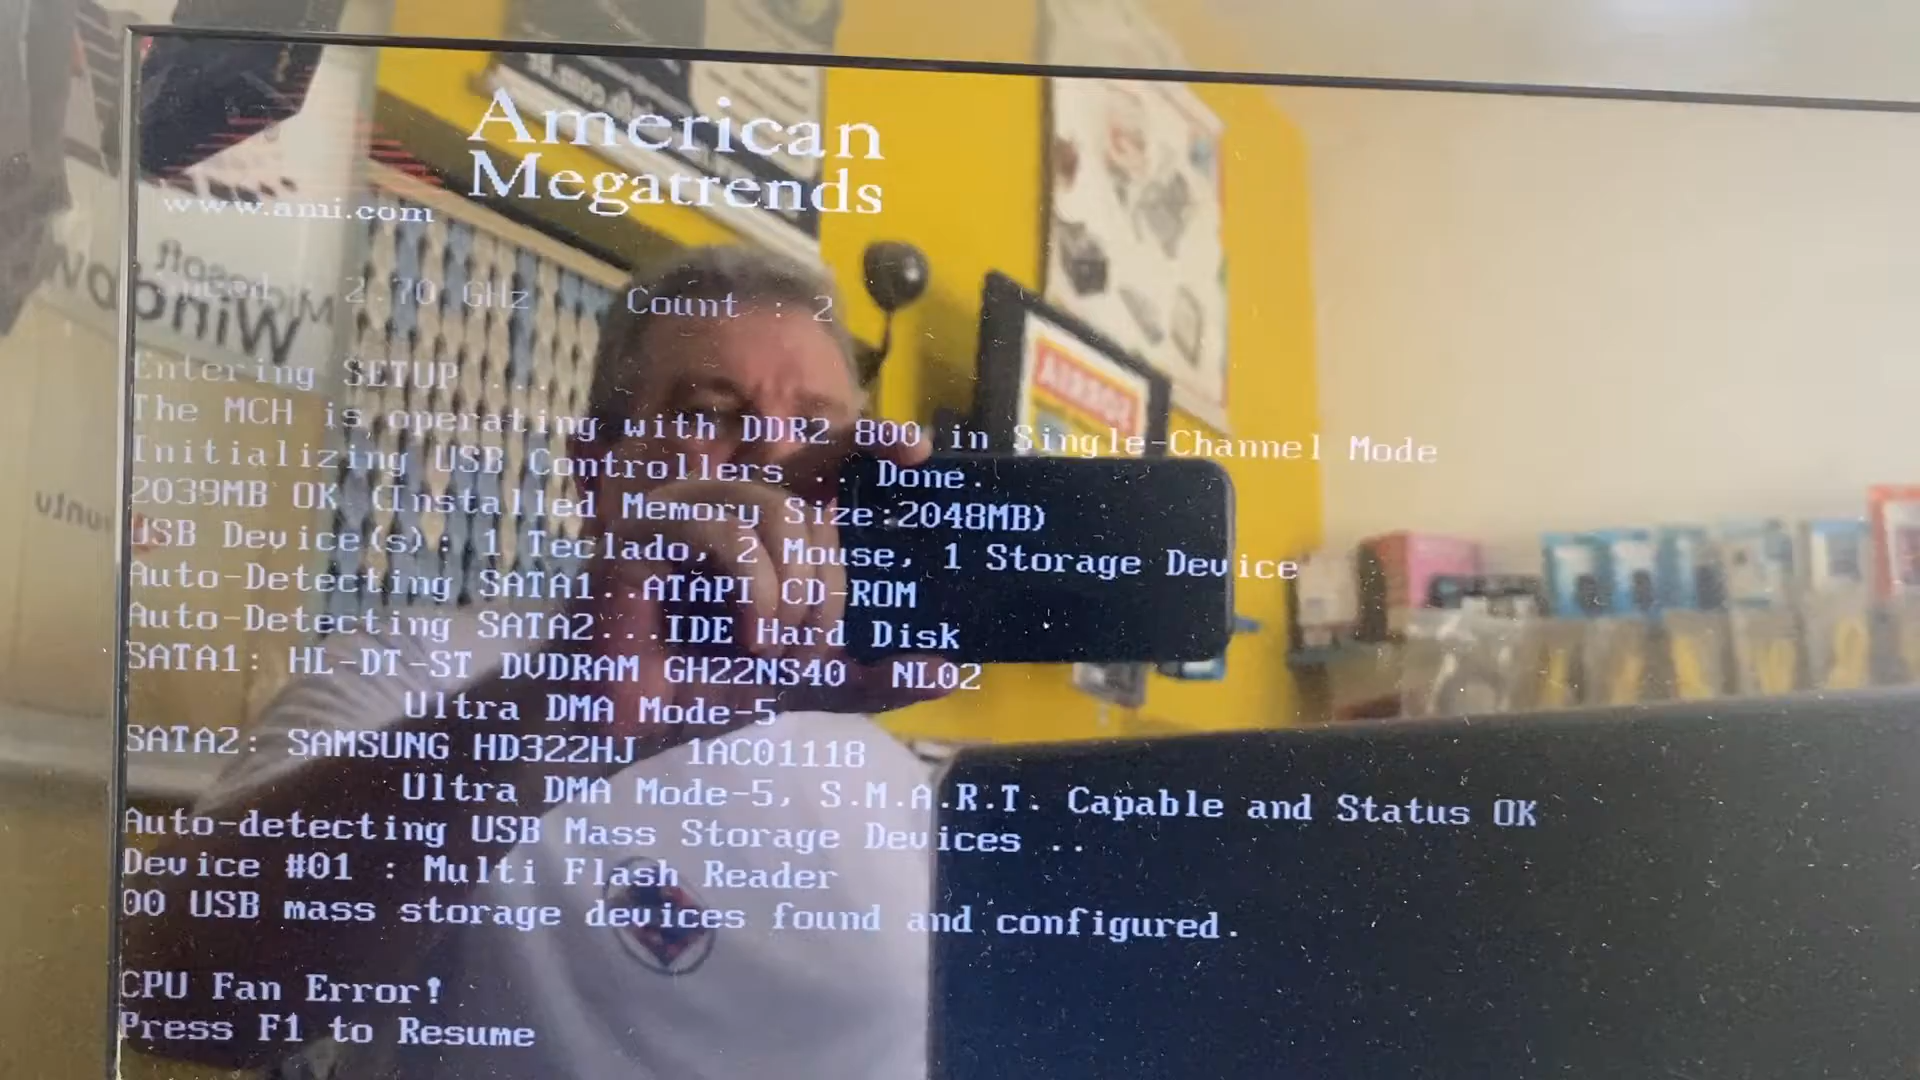 American
Megatrends
www.ami.com
Speed : 2.70 GHz Count : 2
Entering SETUP ...
The MCH is operating with DDR2 800 in Single-Channel Mode
Initializing USB Controllers .. Done.
2039MB OK (Installed Memory Size:2048MB)
USB Device(s): 1 Teclado, 2 Mouse, 1 Storage Device
Auto-Detecting SATA1..ATAPI CD-ROM
Auto-Detecting SATA2...IDE Hard Disk
SATA1: HL-DT-ST DVDRAM GH22NS40 NL02
Ultra DMA Mode-5
SATA2: SAMSUNG HD322HJ 1AC01118
Ultra DMA Mode-5, S.M.A.R.T. Capable and Status OK
Auto-detecting USB Mass Storage Devices ..
Device #01 : Multi Flash Reader
00 USB mass storage devices found and configured.
CPU Fan Error!
Press F1 to Resume
Microsoft
Window